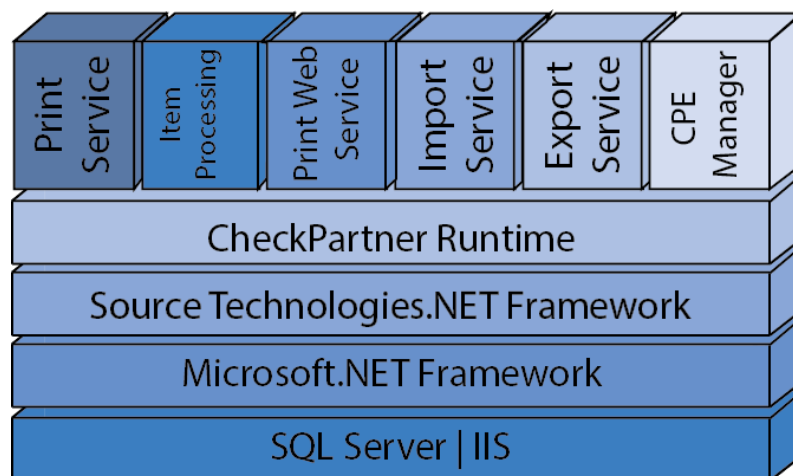 Print
Service
Item
Processing
Print Web
Service
Import
Service
Export
Service
CPE
Manager
CheckPartner Runtime
Source Technologies.NET Framework
Microsoft.NET Framework
SQL Server | IIS